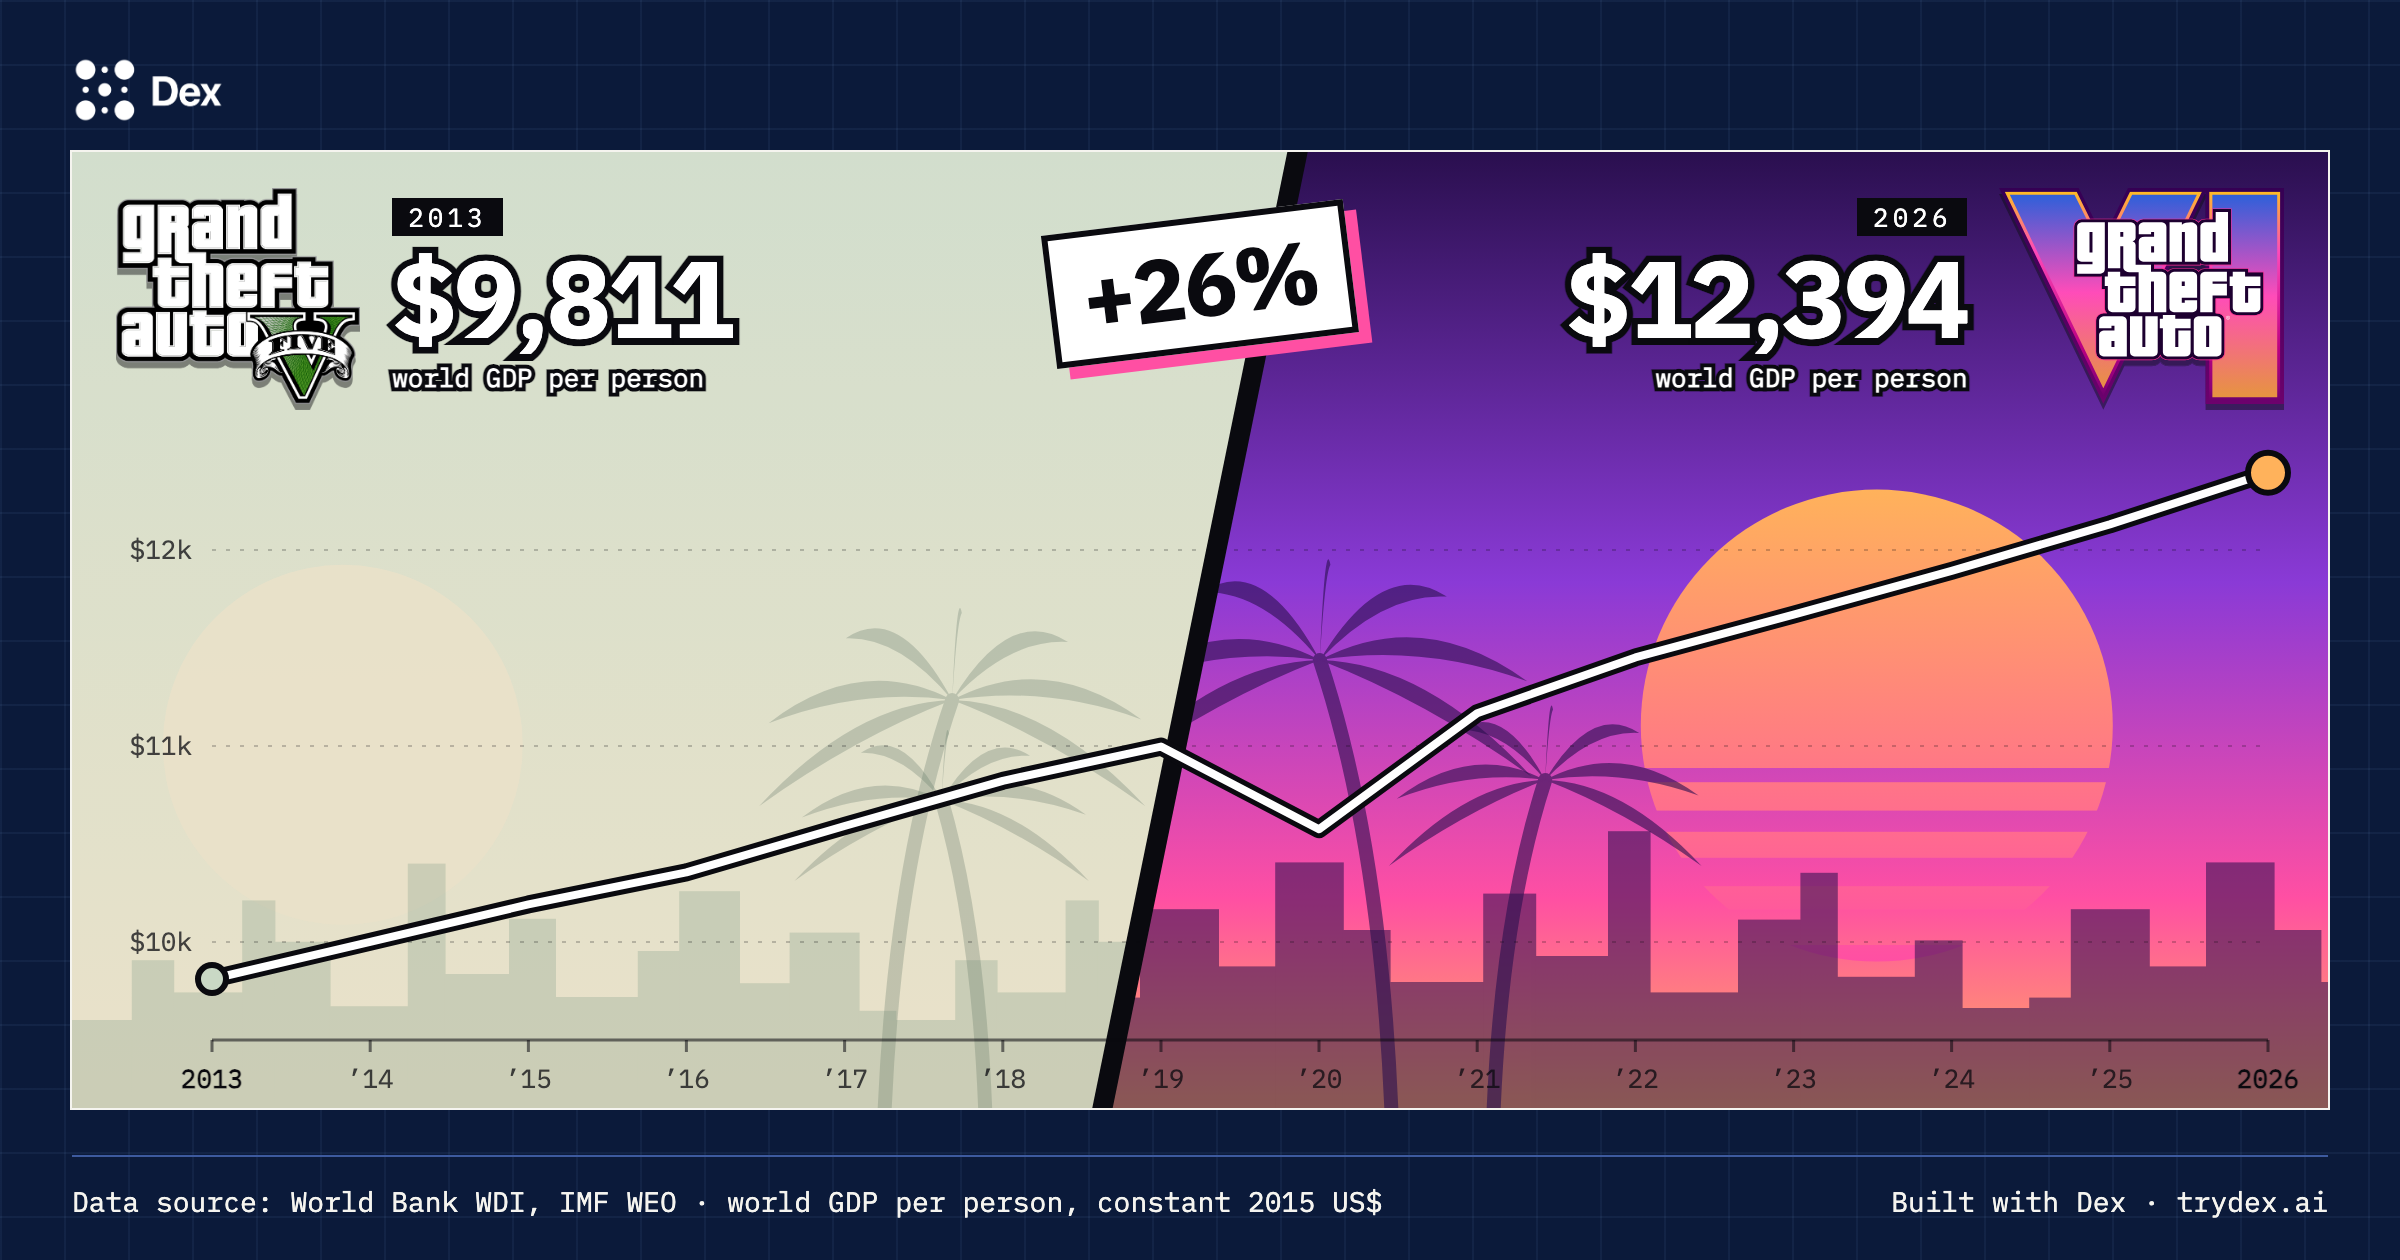 Dex
grand
theft
auto
V
FIVE
2013
$9,811
world GDP per person
+26%
2026
$12,394
world GDP per person
VI
grand
theft
auto
$12k
$11k
$10k
2013 ’14 ’15 ’16 ’17 ’18 ’19 ’20 ’21 ’22 ’23 ’24 ’25 2026
Data source: World Bank WDI, IMF WEO · world GDP per person, constant 2015 US$
Built with Dex · trydex.ai